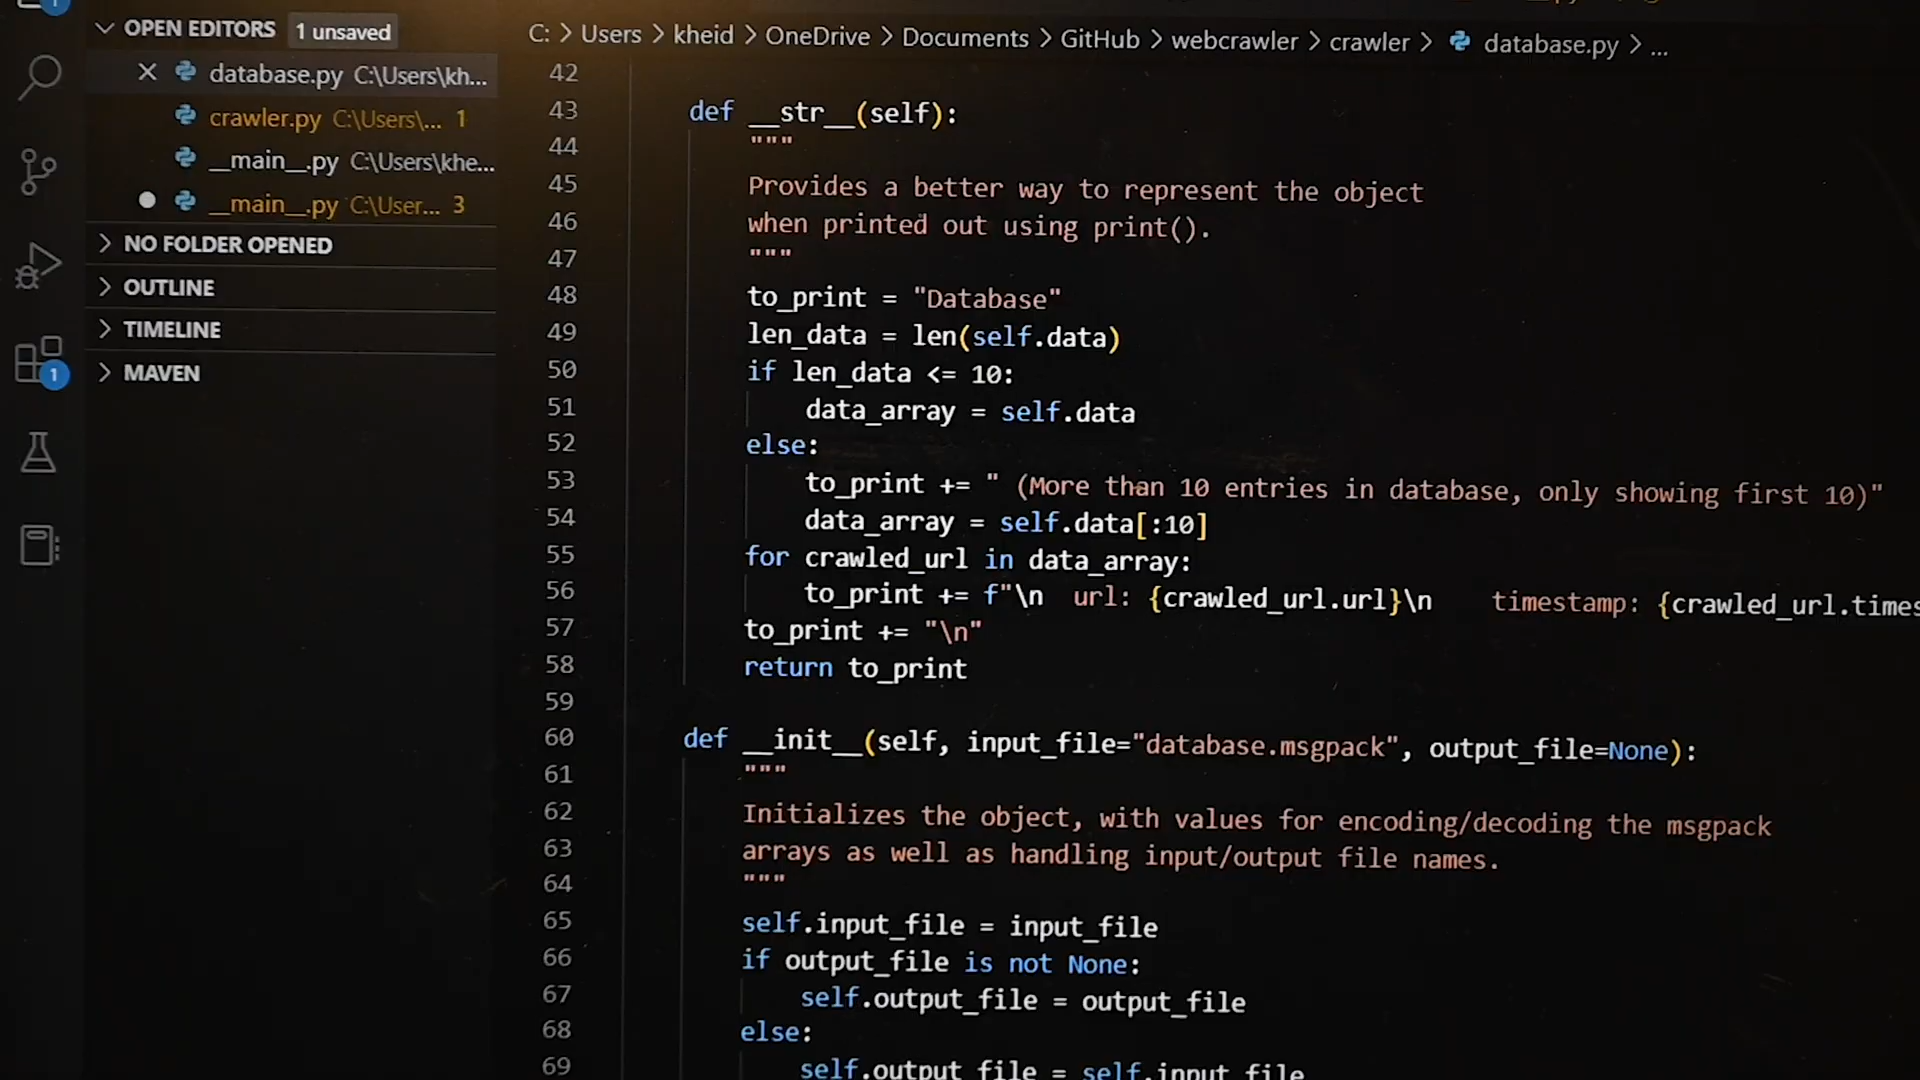 OPEN EDITORS 1 unsaved
database.py C:\Users\kh...
crawler.py C:\Users\... 1
__main__.py C:\Users\khe...
__main__.py C:\User... 3
NO FOLDER OPENED
OUTLINE
TIMELINE
MAVEN
1
C: > Users > kheid > OneDrive > Documents > GitHub > webcrawler > crawler > database.py > ...
42
43 def __str__(self):
44 """
45 Provides a better way to represent the object
46 when printed out using print().
47 """
48 to_print = "Database"
49 len_data = len(self.data)
50 if len_data <= 10:
51 data_array = self.data
52 else:
53 to_print += " (More than 10 entries in database, only showing first 10)"
54 data_array = self.data[:10]
55 for crawled_url in data_array:
56 to_print += f"\n  url: {crawled_url.url}\n    timestamp: {crawled_url.times
57 to_print += "\n"
58 return to_print
59
60 def __init__(self, input_file="database.msgpack", output_file=None):
61 """
62 Initializes the object, with values for encoding/decoding the msgpack
63 arrays as well as handling input/output file names.
64 """
65 self.input_file = input_file
66 if output_file is not None:
67 self.output_file = output_file
68 else:
69 self.output_file = self.input_file